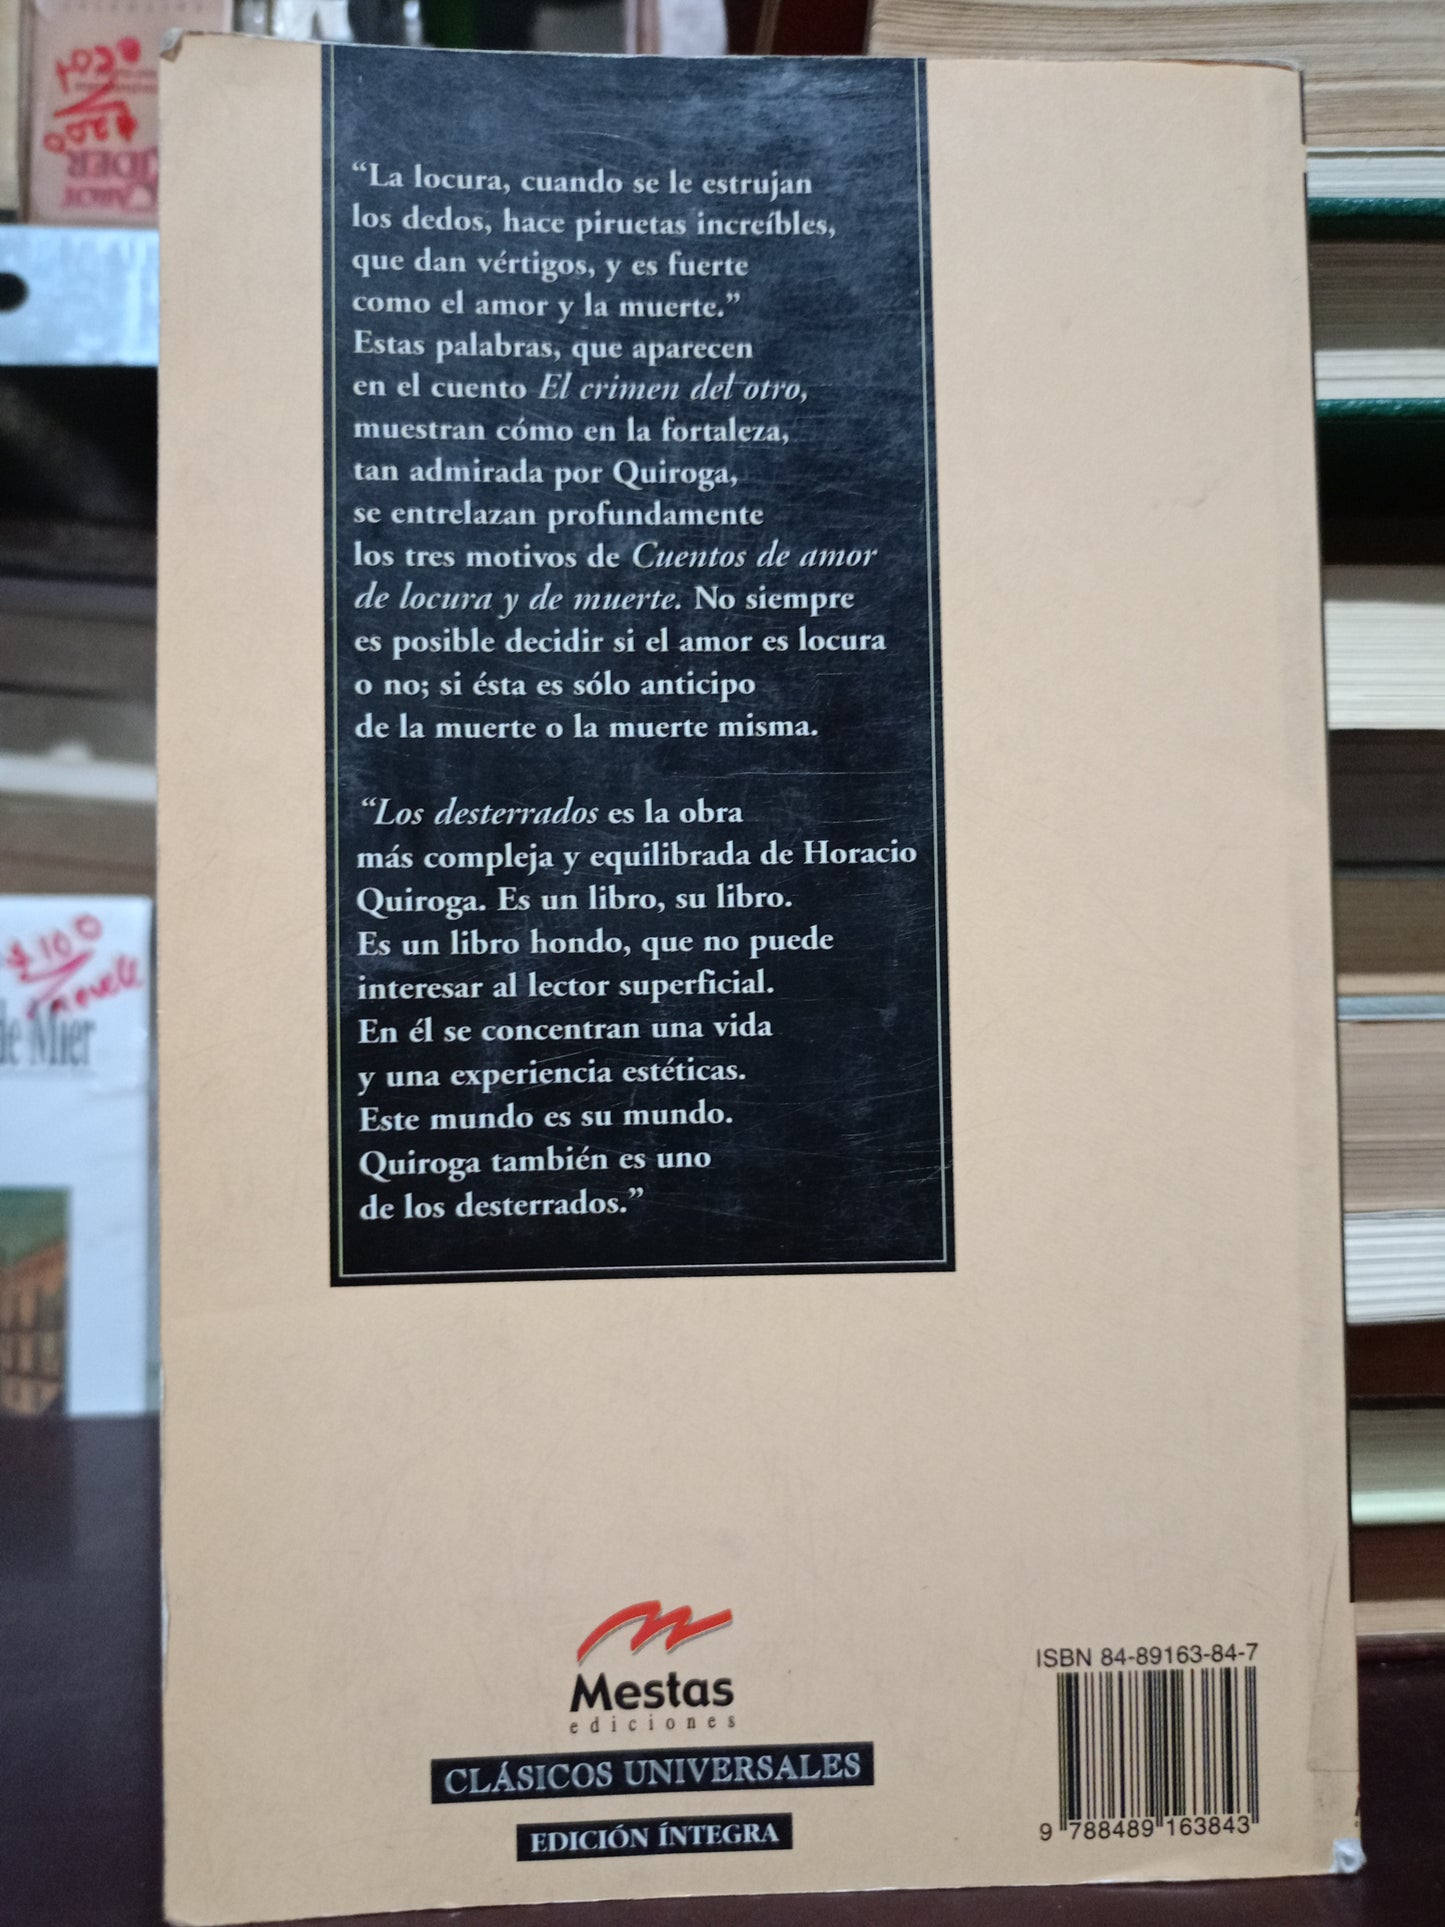 “La locura, cuando se le estrujan
los dedos, hace piruetas increíbles,
que dan vértigos, y es fuerte
como el amor y la muerte.”
Estas palabras, que aparecen
en el cuento El crimen del otro,
muestran cómo en la fortaleza,
tan admirada por Quiroga,
se entrelazan profundamente
los tres motivos de Cuentos de amor
de locura y de muerte. No siempre
es posible decidir si el amor es locura
o no; si ésta es sólo anticipo
de la muerte o la muerte misma.
“Los desterrados es la obra
más compleja y equilibrada de Horacio
Quiroga. Es un libro, su libro.
Es un libro hondo, que no puede
interesar al lector superficial.
En él se concentran una vida
y una experiencia estéticas.
Este mundo es su mundo.
Quiroga también es uno
de los desterrados.”
$100
de Mier
Mestas
ediciones
CLÁSICOS UNIVERSALES
EDICIÓN ÍNTEGRA
ISBN 84-89163-84-7
9 788489 163843